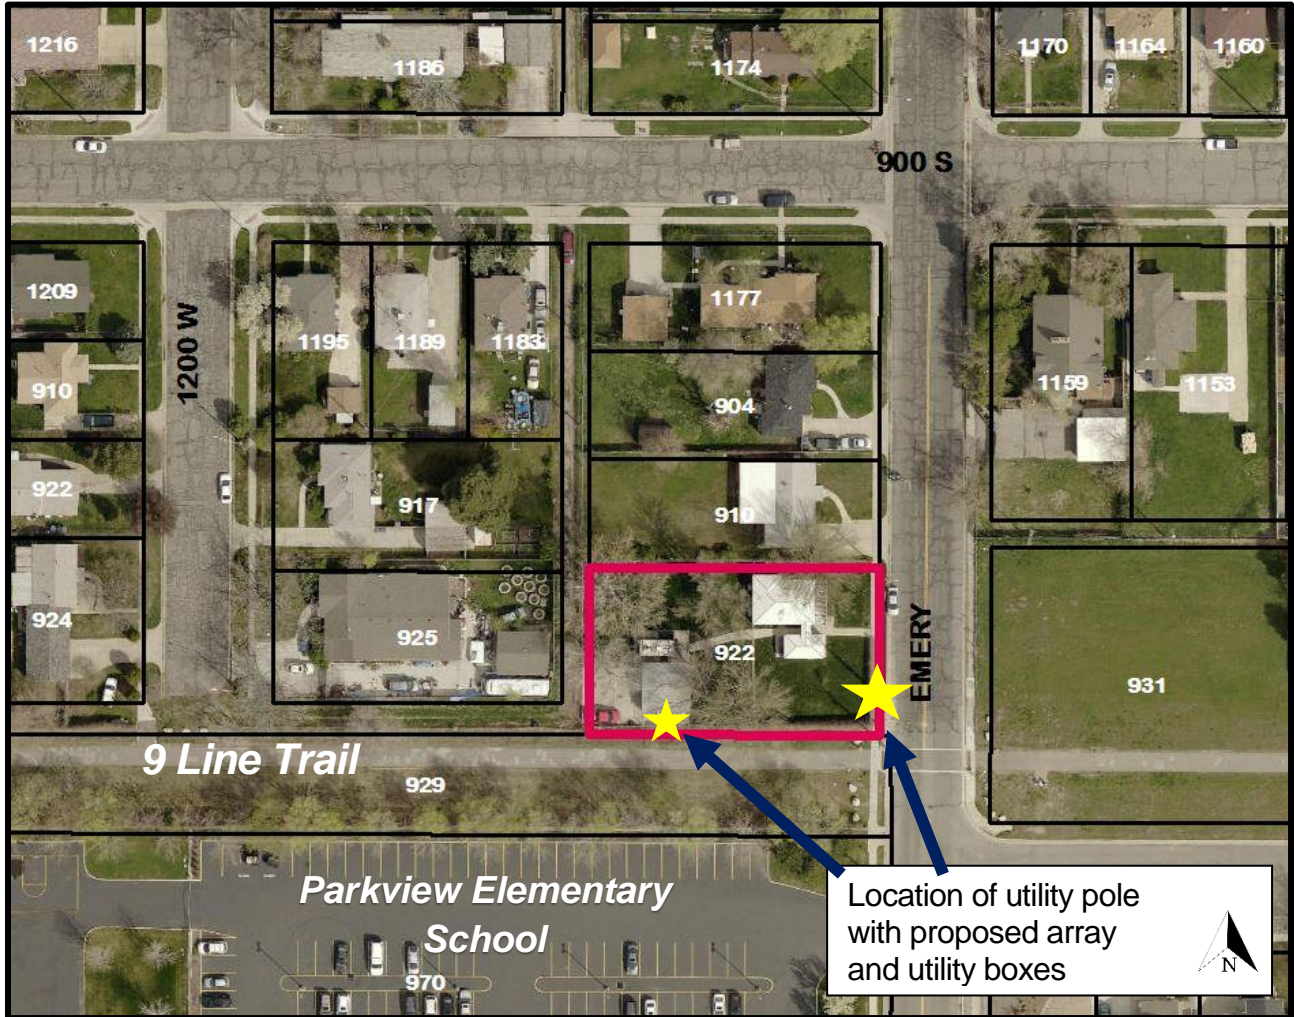 1216
1186
1174
1170
1164
1160
900 S
1209
1200 W
1195
1189
1183
1177
910
904
1159
1153
922
917
910
924
925
922
EMERY
931
9 Line Trail
929
Parkview Elementary
School
970
Location of utility pole
with proposed array
and utility boxes
N